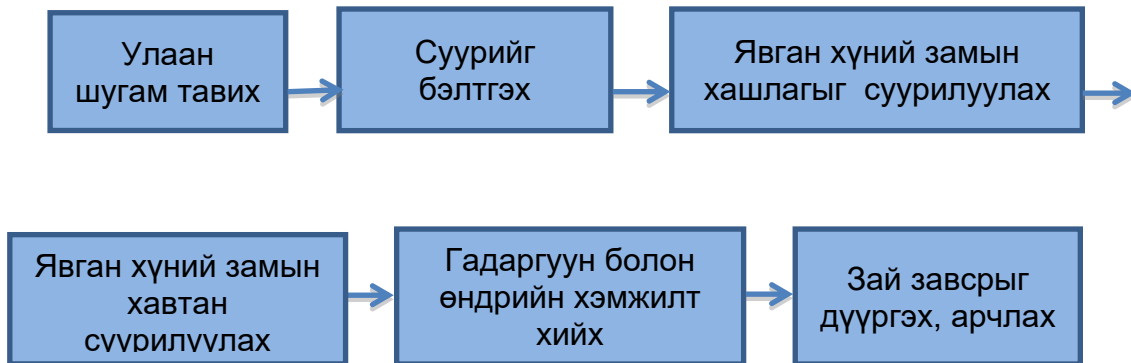 Улаан
шугам тавих
Суурийг
бэлтгэх
Явган хүний замын
хашлагыг суурилуулах
Явган хүний замын
хавтан
суурилуулах
Гадаргуун болон
өндрийн хэмжилт
хийх
Зай завсрыг
дүүргэх, арчлах